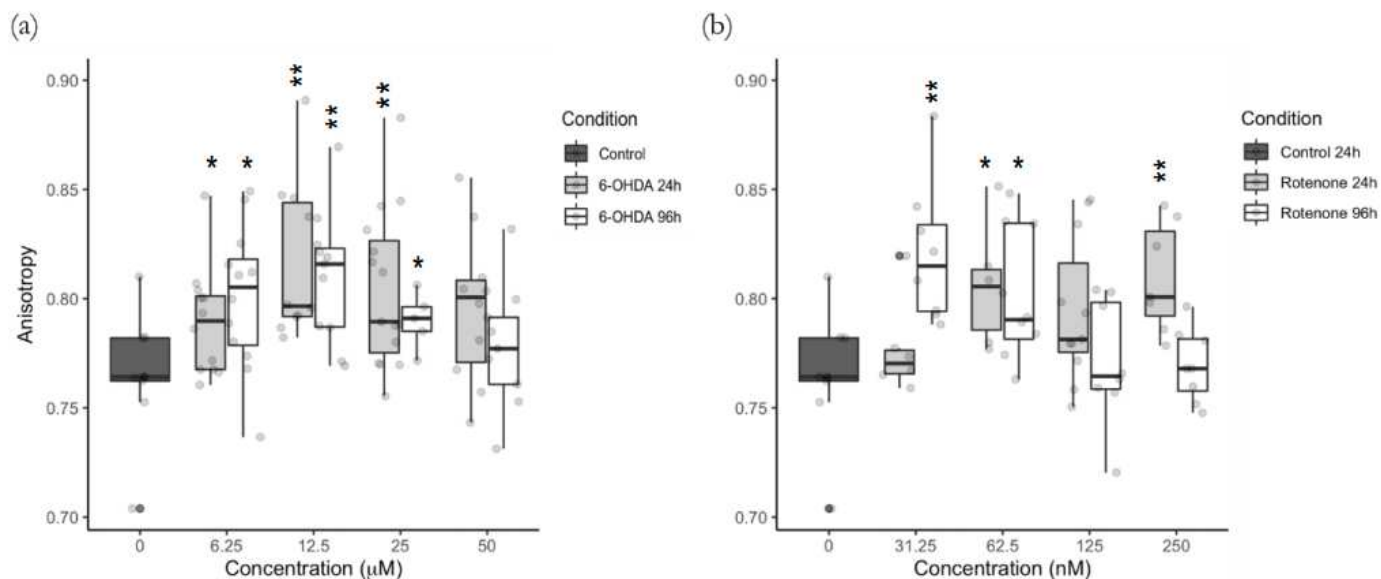 (a)
(b)
Anisotropy
0.90
0.85
0.80
0.75
0.70
* * ** ** ** *
0 6.25 12.5 25 50
Concentration (μM)
Condition
Control
6-OHDA 24h
6-OHDA 96h
0.90
0.85
0.80
0.75
0.70
** * * **
0 31.25 62.5 125 250
Concentration (nM)
Condition
Control 24h
Rotenone 24h
Rotenone 96h